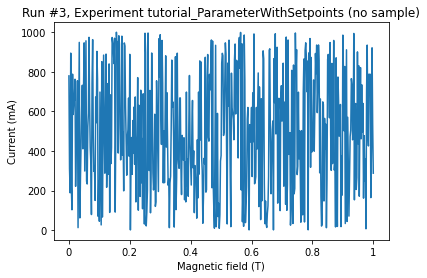 Run #3, Experiment tutorial_ParameterWithSetpoints (no sample)
1000
800
600
400
200
0
Current (mA)
0 0.2 0.4 0.6 0.8 1
Magnetic field (T)